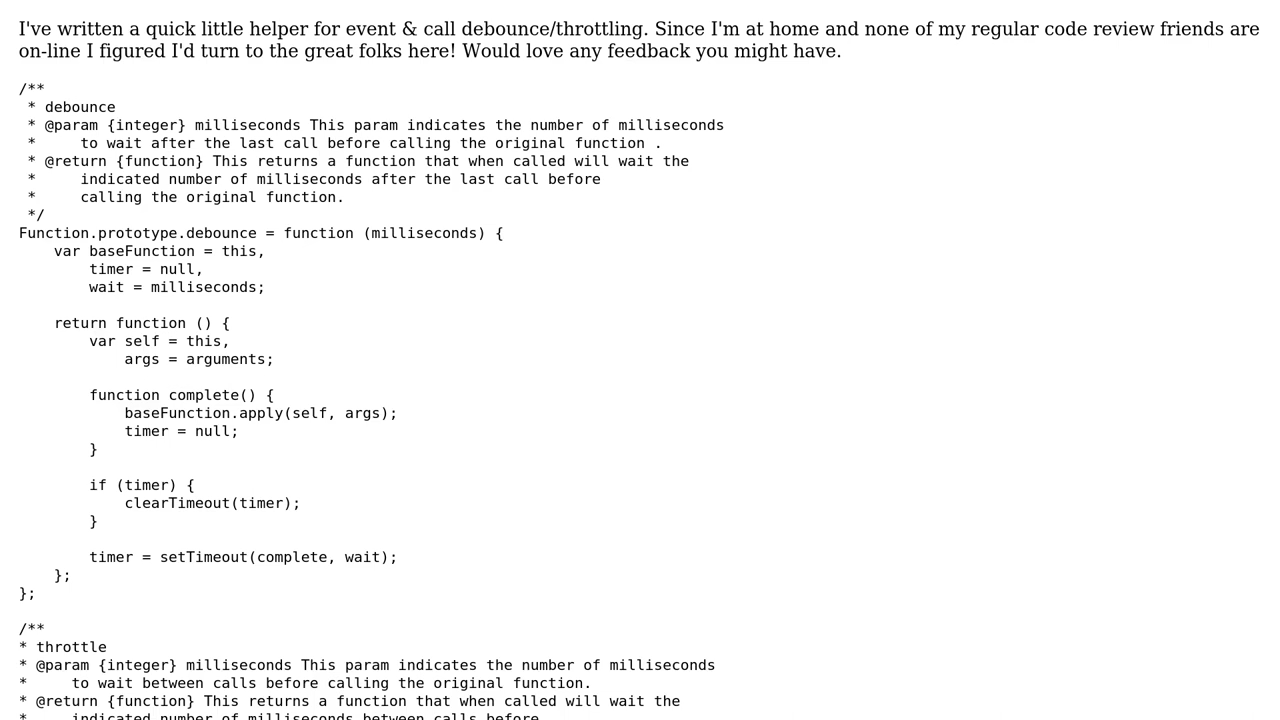 I've written a quick little helper for event & call debounce/throttling. Since I'm at home and none of my regular code review friends are
on-line I figured I'd turn to the great folks here! Would love any feedback you might have.
/**
 * debounce
 * @param {integer} milliseconds This param indicates the number of milliseconds
 *     to wait after the last call before calling the original function .
 * @return {function} This returns a function that when called will wait the
 *     indicated number of milliseconds after the last call before
 *     calling the original function.
 */
Function.prototype.debounce = function (milliseconds) {
    var baseFunction = this,
        timer = null,
        wait = milliseconds;

    return function () {
        var self = this,
            args = arguments;

        function complete() {
            baseFunction.apply(self, args);
            timer = null;
        }

        if (timer) {
            clearTimeout(timer);
        }

        timer = setTimeout(complete, wait);
    };
};

/**
* throttle
* @param {integer} milliseconds This param indicates the number of milliseconds
*     to wait between calls before calling the original function.
* @return {function} This returns a function that when called will wait the
*     indicated number of milliseconds between calls before